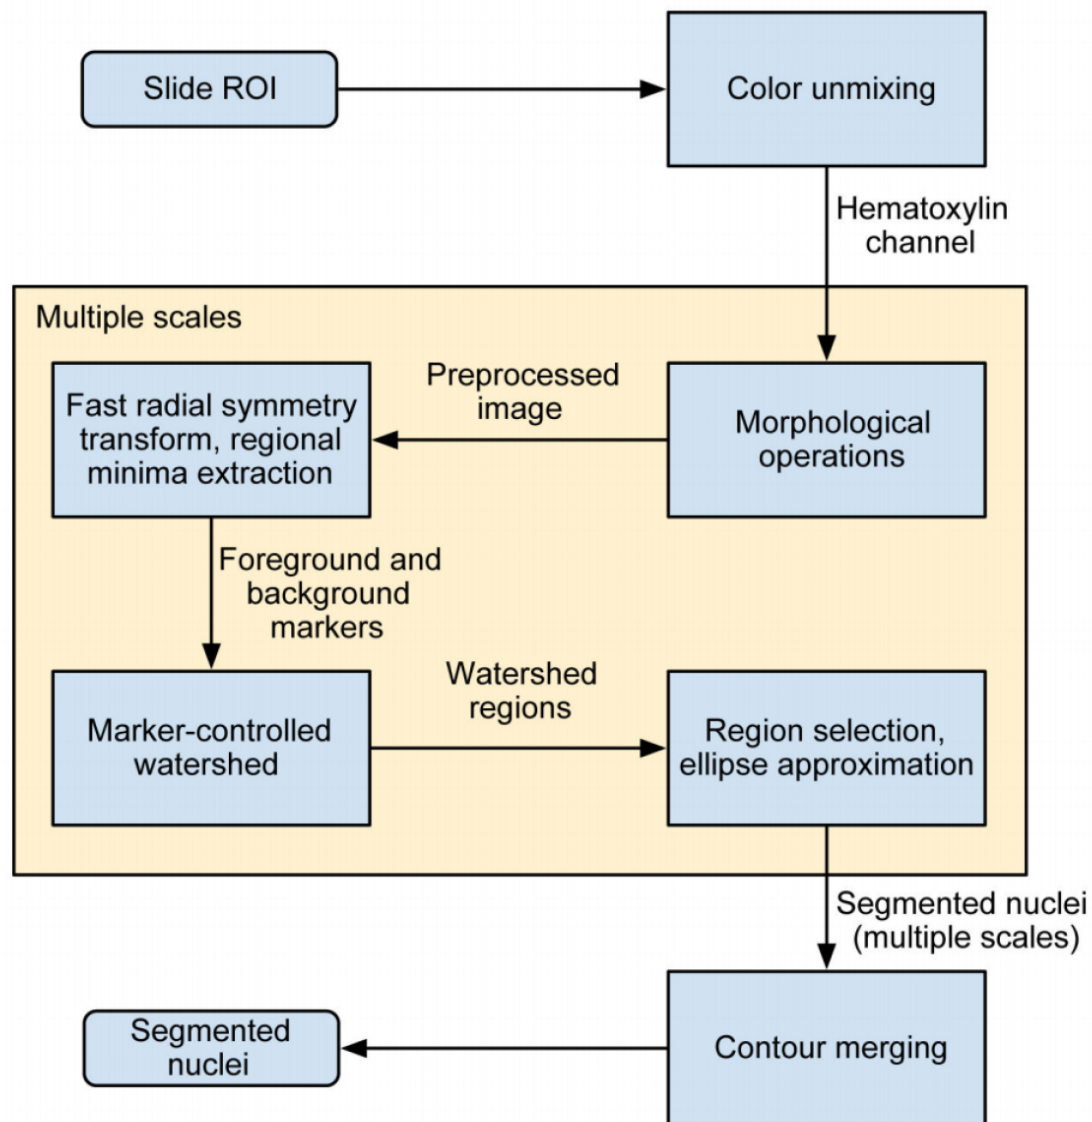 Slide ROI
Color unmixing
Hematoxylin
channel
Multiple scales
Fast radial symmetry
transform, regional
minima extraction
Preprocessed
image
Morphological
operations
Foreground and
background
markers
Marker-controlled
watershed
Watershed
regions
Region selection,
ellipse approximation
Segmented nuclei
(multiple scales)
Segmented
nuclei
Contour merging